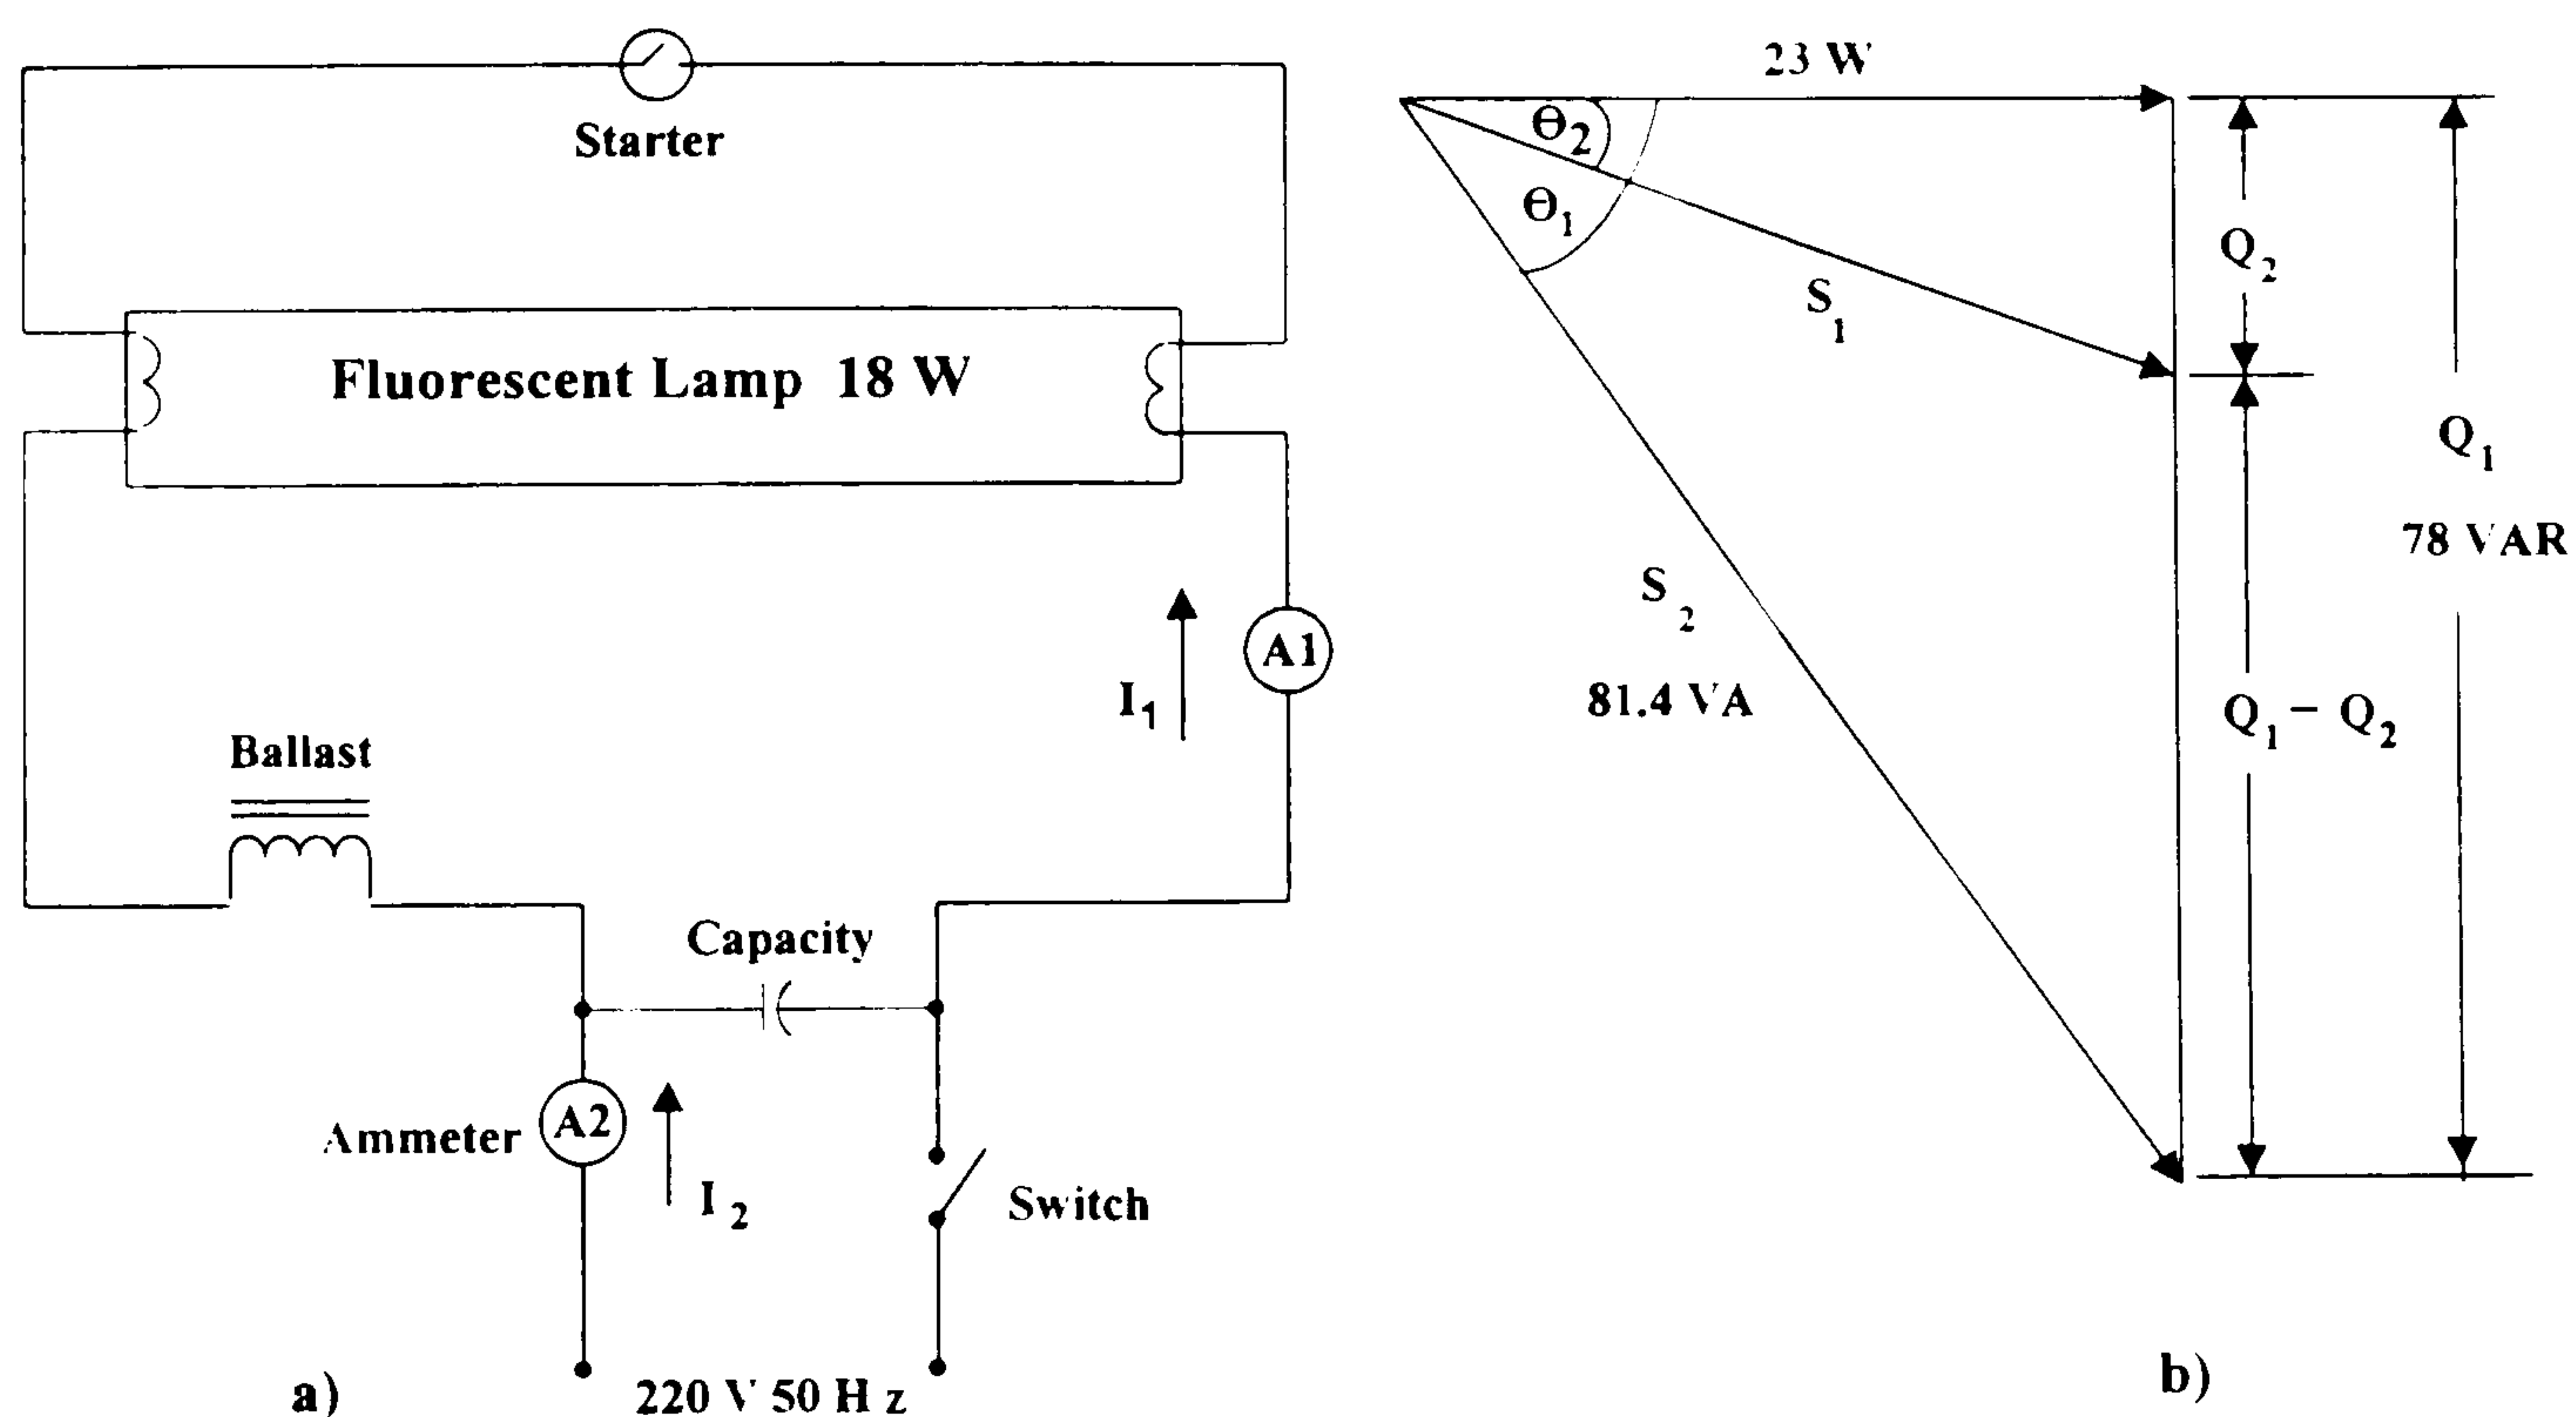 Starter
Fluorescent Lamp 18 W
A1
I1
Ballast
Capacity
Ammeter
A2
I 2
Switch
220 V 50 H z
a)
23 W
Θ2
Θ1
S1
S2
81.4 VA
Q2
Q1
78 VAR
Q1 – Q2
b)